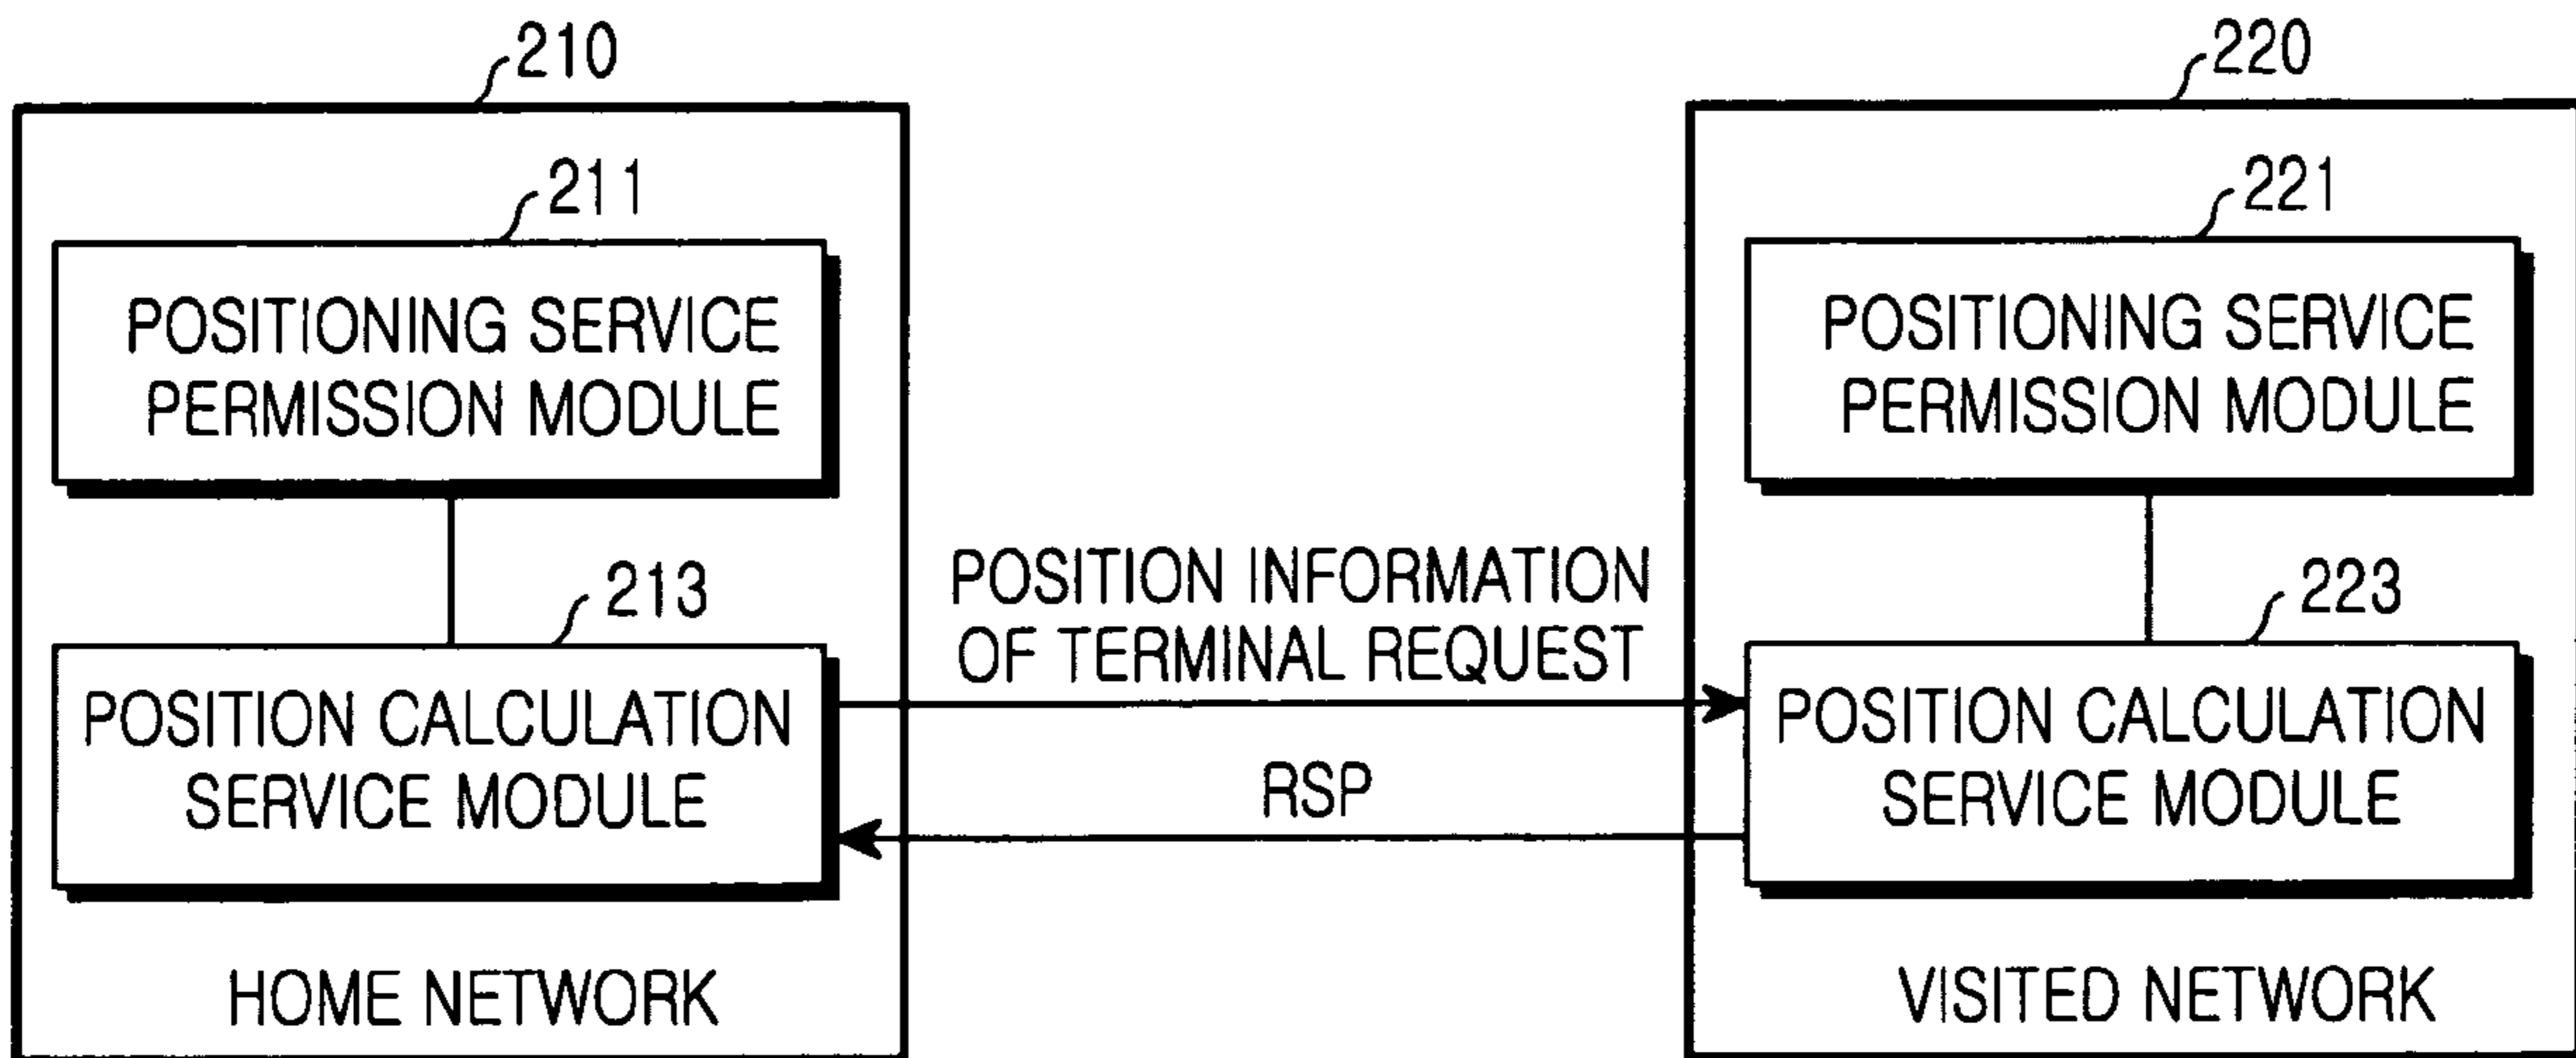 210
220
211
221
POSITIONING SERVICE
PERMISSION MODULE
POSITIONING SERVICE
PERMISSION MODULE
213
223
POSITION INFORMATION
OF TERMINAL REQUEST
POSITION CALCULATION
SERVICE MODULE
RSP
POSITION CALCULATION
SERVICE MODULE
HOME NETWORK
VISITED NETWORK